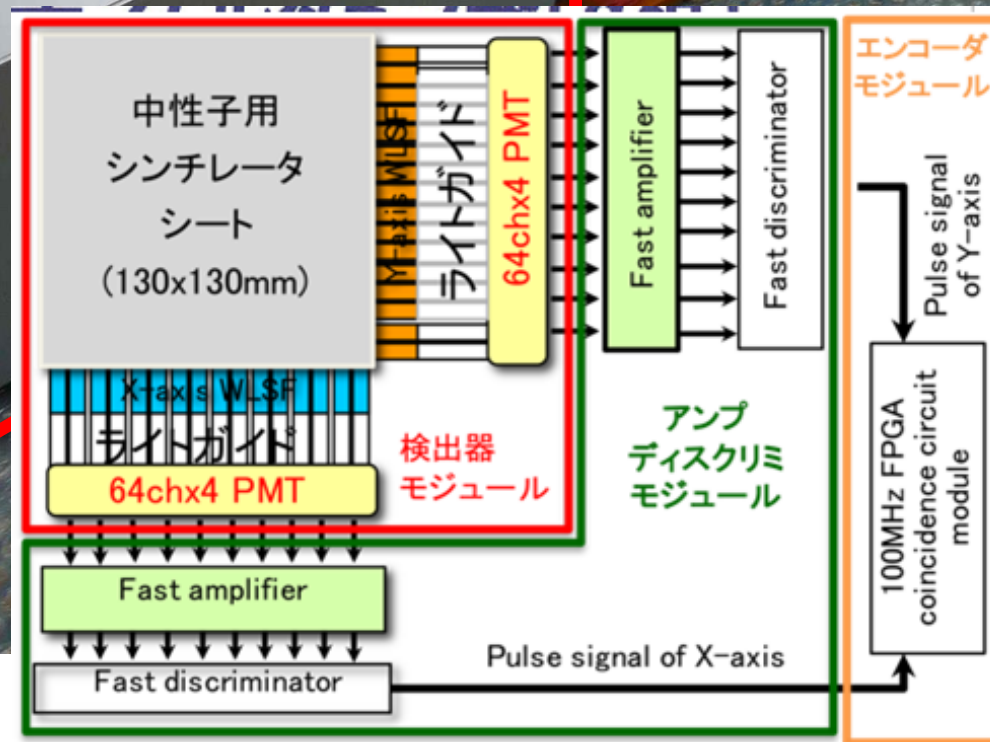 中性子用
シンチレータ
シート
(130x130mm)
Y-axis WLSF
ライトガイド
64chx4 PMT
Fast amplifier
Fast discriminator
エンコーダ
モジュール
Pulse signal
of Y-axis
X-axis WLSF
ライトガイド
64chx4 PMT
検出器
モジュール
アンプ
ディスクリミ
モジュール
100MHz FPGA
coincidence circuit
module
Fast amplifier
Fast discriminator
Pulse signal of X-axis